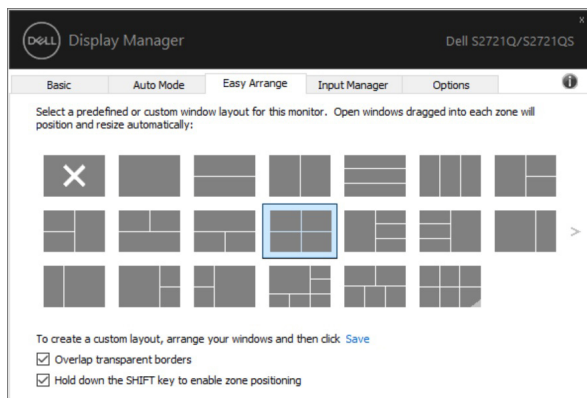 x
DELL Display Manager
Dell S2721Q/S2721QS
Basic Auto Mode Easy Arrange Input Manager Options
Select a predefined or custom window layout for this monitor. Open windows dragged into each zone will
position and resize automatically:
>
To create a custom layout, arrange your windows and then click Save
Overlap transparent borders
Hold down the SHIFT key to enable zone positioning